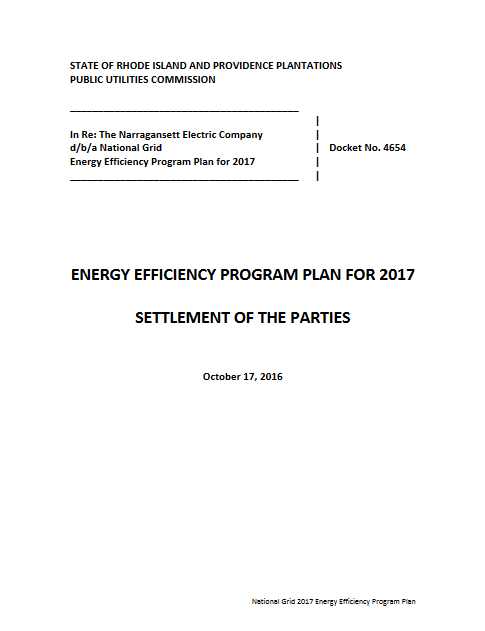 STATE OF RHODE ISLAND AND PROVIDENCE PLANTATIONS
PUBLIC UTILITIES COMMISSION
In Re: The Narragansett Electric Company
d/b/a National Grid | Docket No. 4654
Energy Efficiency Program Plan for 2017
ENERGY EFFICIENCY PROGRAM PLAN FOR 2017
SETTLEMENT OF THE PARTIES
October 17, 2016
National Grid 2017 Energy Efficiency Program Plan